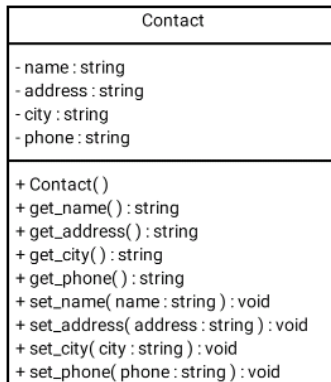 Contact
- name : string
- address : string
- city : string
- phone : string
+ Contact( )
+ get_name( ) : string
+ get_address( ) : string
+ get_city( ) : string
+ get_phone( ) : string
+ set_name( name : string ) : void
+ set_address( address : string ) : void
+ set_city( city : string ) : void
+ set_phone( phone : string ) : void